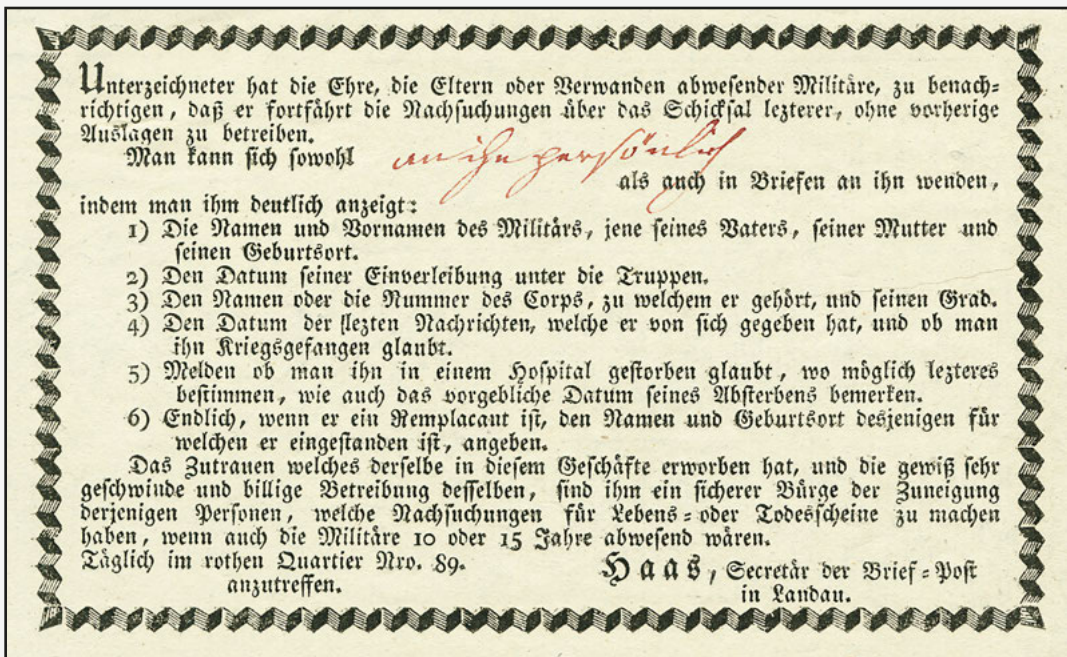 Unterzeichneter hat die Ehre, die Eltern oder Verwanden abwesender Militäre, zu benach-
richtigen, daß er fortfährt die Nachsuchungen über das Schicksal lezterer, ohne vorherige
Auslagen zu betreiben.
Man kann sich sowohl an ihn persönlich
als auch in Briefen an ihn wenden,
indem man ihm deutlich anzeigt:
1) Die Namen und Vornamen des Militärs, jene seines Vaters, seiner Mutter und
seinen Geburtsort.
2) Den Datum seiner Einverleibung unter die Truppen.
3) Den Namen oder die Nummer des Corps, zu welchem er gehört, und seinen Grad.
4) Den Datum der lezten Nachrichten, welche er von sich gegeben hat, und ob man
ihn Kriegsgefangen glaubt.
5) Melden ob man ihn in einem Hospital gestorben glaubt, wo möglich lezteres
bestimmen, wie auch das vorgebliche Datum seines Absterbens bemerken.
6) Endlich, wenn er ein Remplacant ist, den Namen und Geburtsort desjenigen für
welchen er eingestanden ist, angeben.
Das Zutrauen welches derselbe in diesem Geschäfte erworben hat, und die gewiß sehr
geschwinde und billige Betreibung desselben, sind ihm ein sicherer Bürge der Zuneigung
derjenigen Personen, welche Nachsuchungen für Lebens- oder Todesscheine zu machen
haben, wenn auch die Militäre 10 oder 15 Jahre abwesend wären.
Täglich im rothen Quartier Nro. 89.
anzutreffen.
Haas, Secretär der Brief-Post
in Landau.